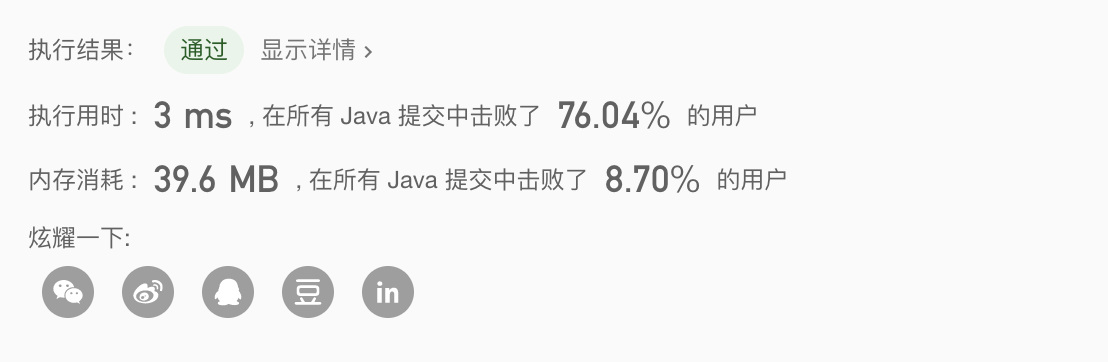 执行结果： 通过 显示详情 ›
执行用时 : 3 ms , 在所有 Java 提交中击败了 76.04% 的用户
内存消耗 : 39.6 MB , 在所有 Java 提交中击败了 8.70% 的用户
炫耀一下:
豆 in